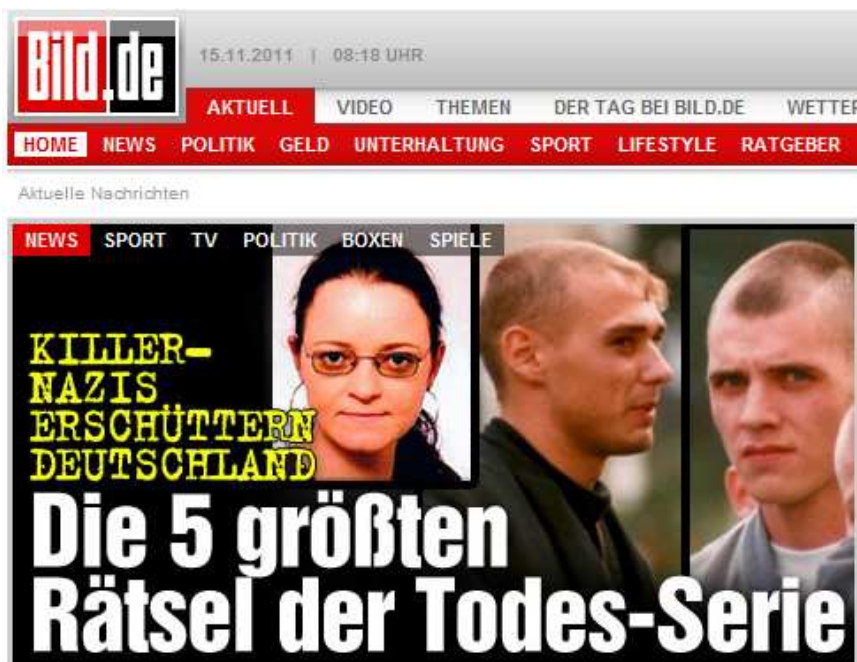 Bild.de
15.11.2011 | 08:18 UHR
AKTUELL VIDEO THEMEN DER TAG BEI BILD.DE WETTER
HOME NEWS POLITIK GELD UNTERHALTUNG SPORT LIFESTYLE RATGEBER
Aktuelle Nachrichten
NEWS SPORT TV POLITIK BOXEN SPIELE
KILLER-
NAZIS
ERSCHÜTTERN
DEUTSCHLAND
Die 5 größten
Rätsel der Todes-Serie